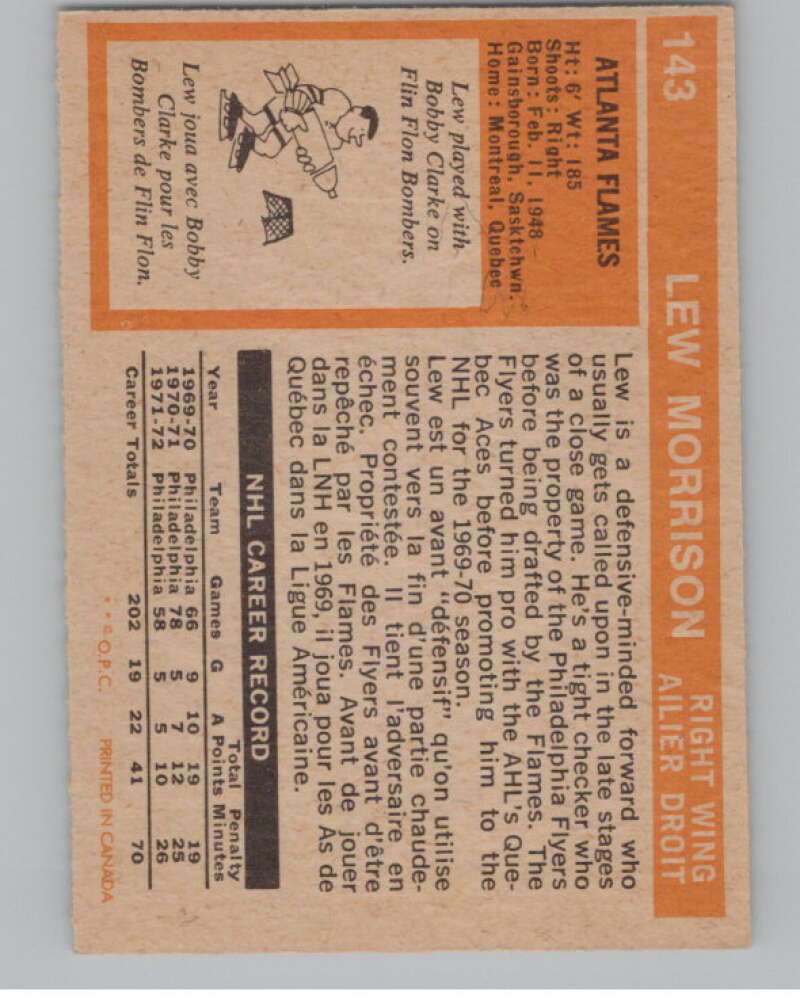 143 LEW MORRISON RIGHT WING
AILIER DROIT
ATLANTA FLAMES
Ht: 6' Wt: 185
Shoots: Right
Born: Feb. 11, 1948
Gainsborough, Sasktchwn.
Home: Montreal, Quebec
Lew played with
Bobby Clarke on
Flin Flon Bombers.
Lew joua avec Bobby
Clarke pour les
Bombers de Flin Flon.
Lew is a defensive-minded forward who
usually gets called upon in the late stages
of a close game. He's a tight checker who
was the property of the Philadelphia Flyers
before being drafted by the Flames. The
Flyers turned him pro with the AHL's Que-
bec Aces before promoting him to the
NHL for the 1969-70 season.
Lew est un avant "défensif" qu'on utilise
souvent vers la fin d'une partie chaude-
ment contestée. Il tient l'adversaire en
échec. Propriété des Flyers avant d'être
repêché par les Flames. Avant de jouer
dans la LNH en 1969, il joua pour les As de
Québec dans la Ligue Américaine.
NHL CAREER RECORD
Total Penalty
Year Team Games G A Points Minutes
1969-70 Philadelphia 66 9 10 19 19
1970-71 Philadelphia 78 5 7 12 25
1971-72 Philadelphia 58 5 5 10 26
Career Totals 202 19 22 41 70
* * © O.P.C. PRINTED IN CANADA